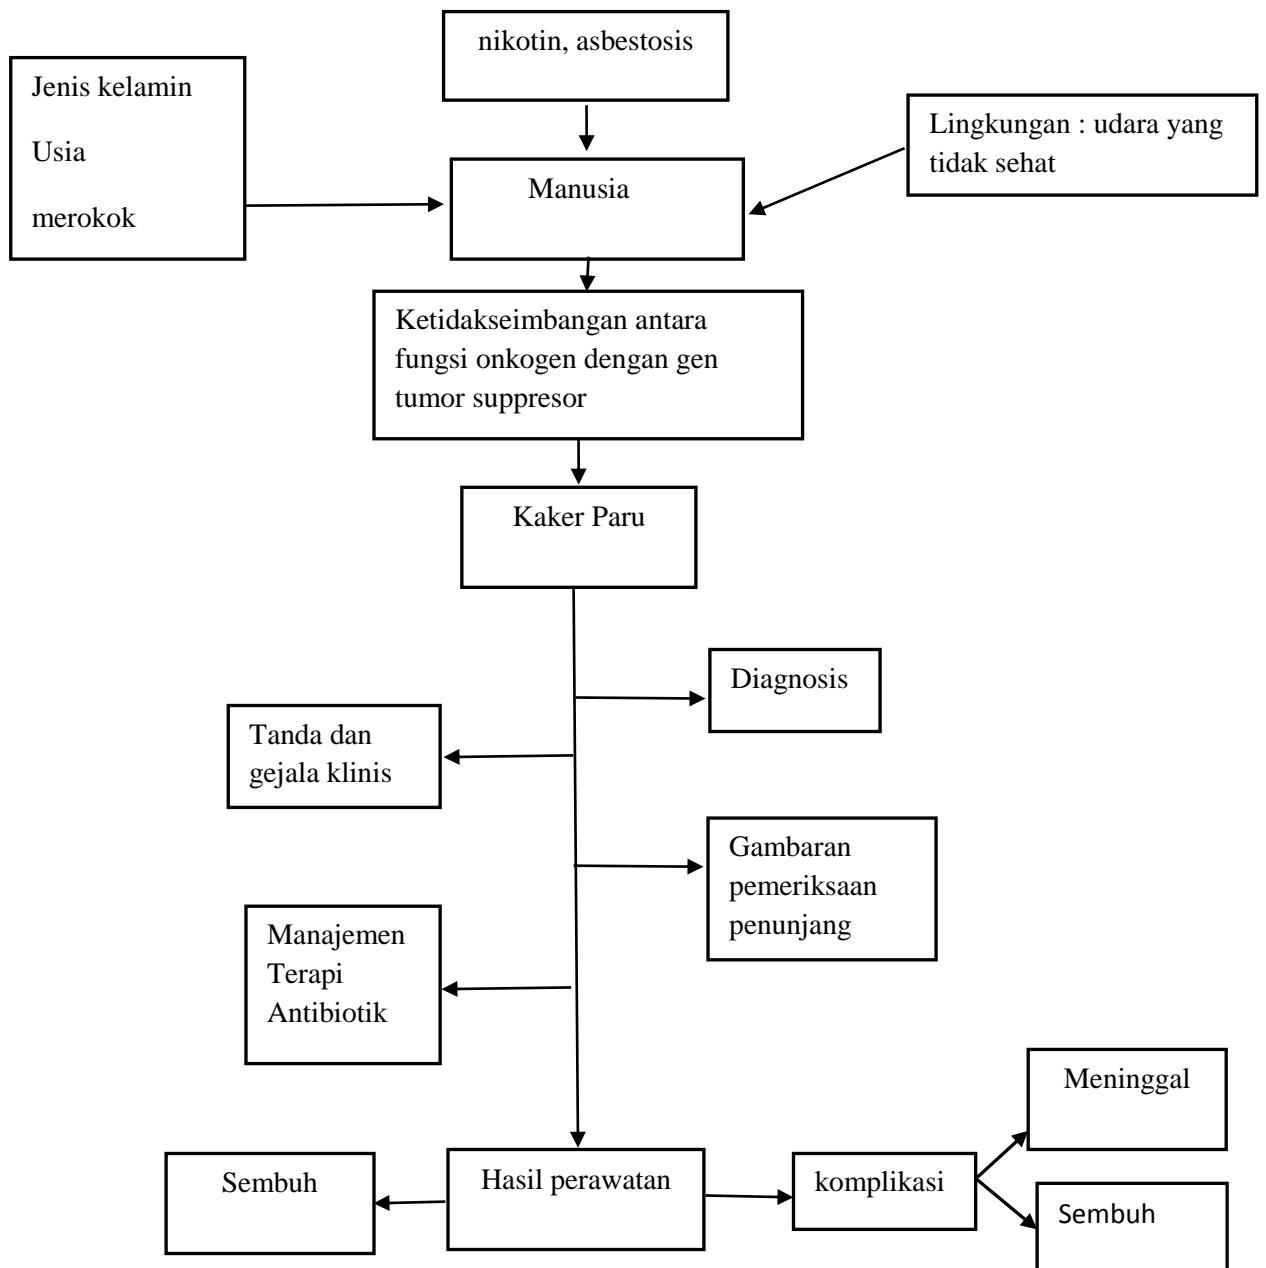 nikotin, asbestosis
Jenis kelamin
Usia
merokok
Lingkungan : udara yang
tidak sehat
Manusia
Ketidakseimbangan antara
fungsi onkogen dengan gen
tumor suppresor
Kaker Paru
Diagnosis
Tanda dan
gejala klinis
Gambaran
pemeriksaan
penunjang
Manajemen
Terapi
Antibiotik
Meninggal
Sembuh
Hasil perawatan
komplikasi
Sembuh